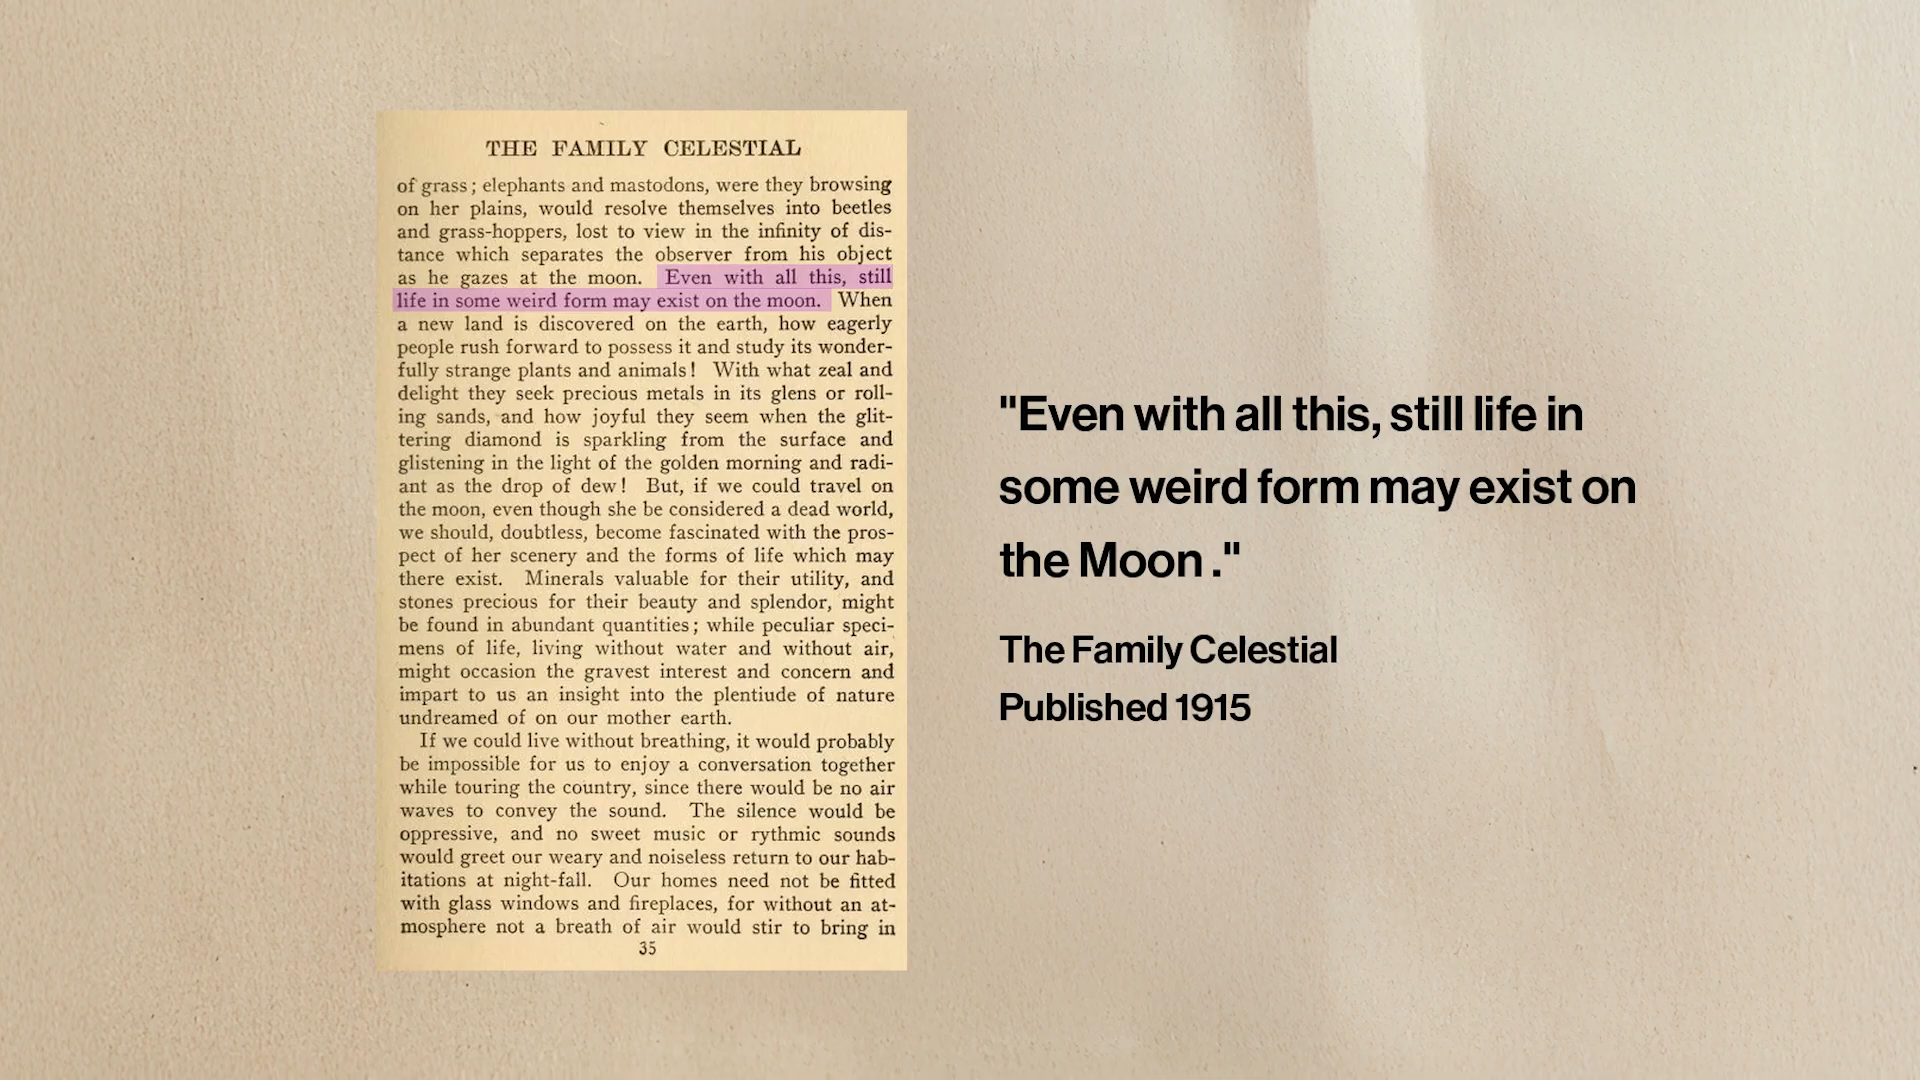 THE FAMILY CELESTIAL
of grass; elephants and mastodons, were they browsing
on her plains, would resolve themselves into beetles
and grass-hoppers, lost to view in the infinity of dis-
tance which separates the observer from his object
as he gazes at the moon. Even with all this, still
life in some weird form may exist on the moon. When
a new land is discovered on the earth, how eagerly
people rush forward to possess it and study its wonder-
fully strange plants and animals! With what zeal and
delight they seek precious metals in its glens or roll-
ing sands, and how joyful they seem when the glit-
tering diamond is sparkling from the surface and
glistening in the light of the golden morning and radi-
ant as the drop of dew! But, if we could travel on
the moon, even though she be considered a dead world,
we should, doubtless, become fascinated with the pros-
pect of her scenery and the forms of life which may
there exist. Minerals valuable for their utility, and
stones precious for their beauty and splendor, might
be found in abundant quantities; while peculiar speci-
mens of life, living without water and without air,
might occasion the gravest interest and concern and
impart to us an insight into the plentiude of nature
undreamed of on our mother earth.
If we could live without breathing, it would probably
be impossible for us to enjoy a conversation together
while touring the country, since there would be no air
waves to convey the sound. The silence would be
oppressive, and no sweet music or rythmic sounds
would greet our weary and noiseless return to our hab-
itations at night-fall. Our homes need not be fitted
with glass windows and fireplaces, for without an at-
mosphere not a breath of air would stir to bring in
35
"Even with all this, still life in
some weird form may exist on
the Moon ."
The Family Celestial
Published 1915